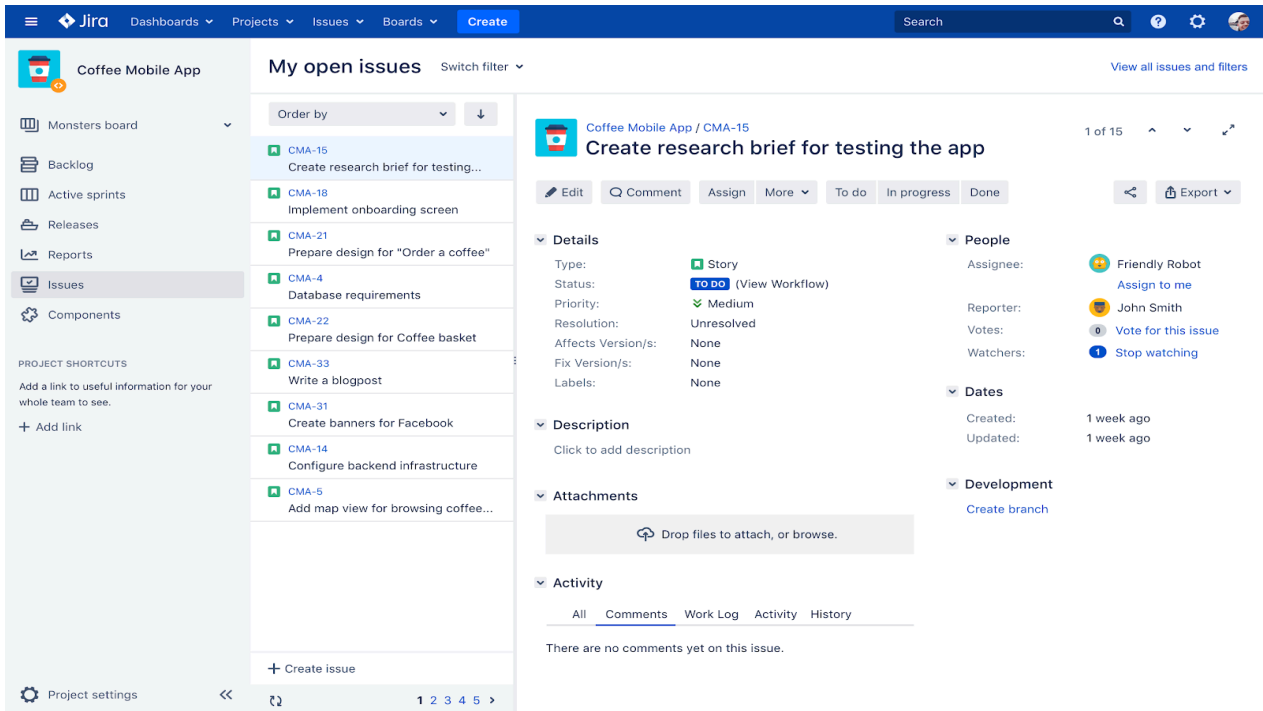 Jira Dashboards Projects Issues Boards Create Search
Coffee Mobile App
Monsters board
Backlog
Active sprints
Releases
Reports
Issues
Components
PROJECT SHORTCUTS
Add a link to useful information for your
whole team to see.
+ Add link
Project settings
My open issues Switch filter View all issues and filters
Order by
CMA-15
Create research brief for testing...
CMA-18
Implement onboarding screen
CMA-21
Prepare design for "Order a coffee"
CMA-4
Database requirements
CMA-22
Prepare design for Coffee basket
CMA-33
Write a blogpost
CMA-31
Create banners for Facebook
CMA-14
Configure backend infrastructure
CMA-5
Add map view for browsing coffee...
+ Create issue
1 2 3 4 5 >
Coffee Mobile App / CMA-15
Create research brief for testing the app
1 of 15
Edit Comment Assign More To do In progress Done Export
Details
Type: Story
Status: TO DO (View Workflow)
Priority: Medium
Resolution: Unresolved
Affects Version/s: None
Fix Version/s: None
Labels: None
Description
Click to add description
Attachments
Drop files to attach, or browse.
Activity
All Comments Work Log Activity History
There are no comments yet on this issue.
People
Assignee: Friendly Robot
Assign to me
Reporter: John Smith
Votes: 0 Vote for this issue
Watchers: 1 Stop watching
Dates
Created: 1 week ago
Updated: 1 week ago
Development
Create branch